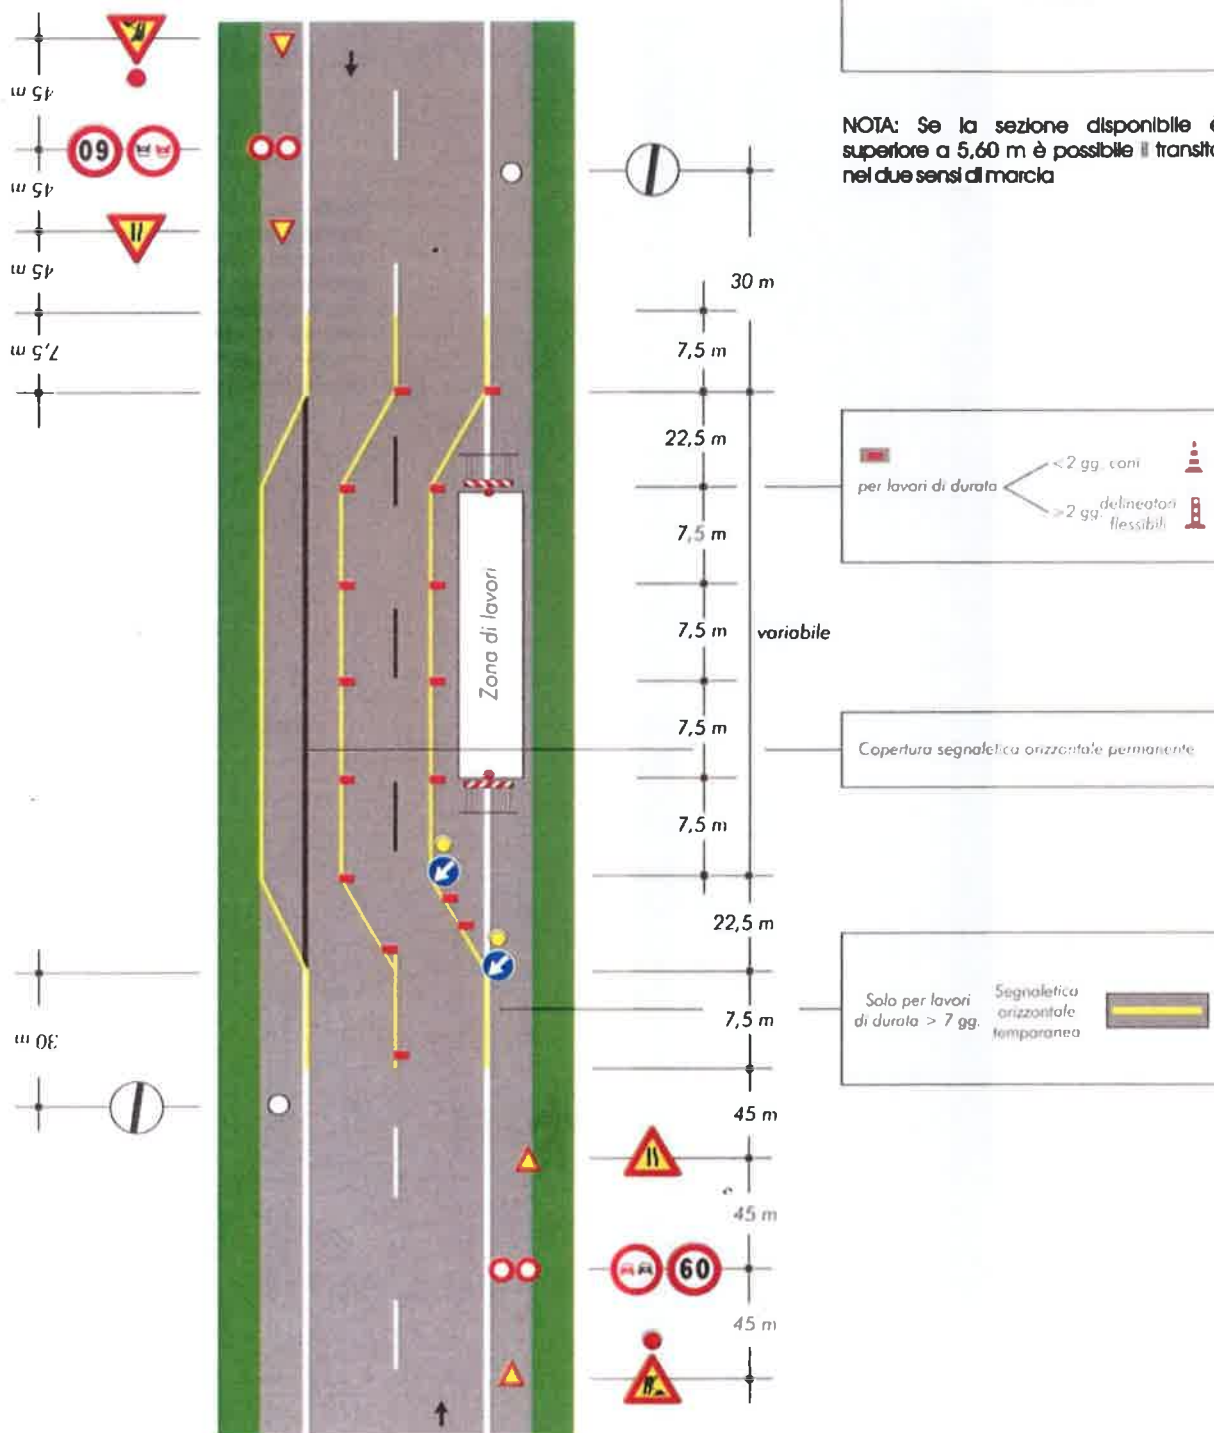 45 m
60
45 m
45 m
7,5 m
30 m
NOTA: Se la sezione disponibile è
superiore a 5,60 m è possibile il transito
nei due sensi di marcia
30 m
7,5 m
22,5 m
7,5 m
7,5 m
variabile
7,5 m
7,5 m
22,5 m
7,5 m
45 m
45 m
60
45 m
Zona di lavori
per lavori di durata
<2 gg. coni
>2 gg. delineatori
flessibili
Copertura segnaletica orizzontale permanente
Solo per lavori
di durata > 7 gg.
Segnaletica
orizzontale
temporanea